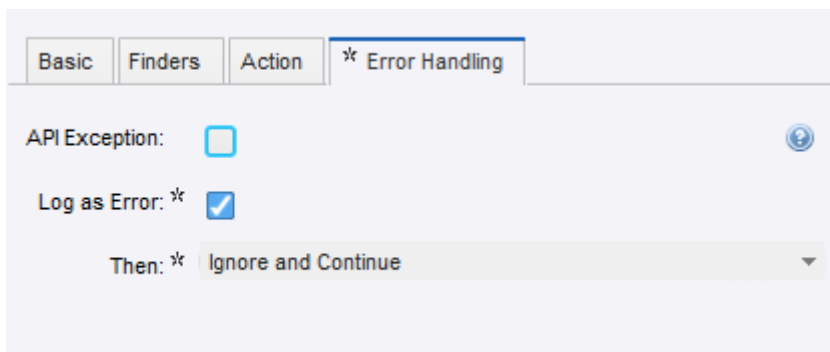 Basic Finders Action * Error Handling
API Exception:
Log as Error: *
Then: * Ignore and Continue